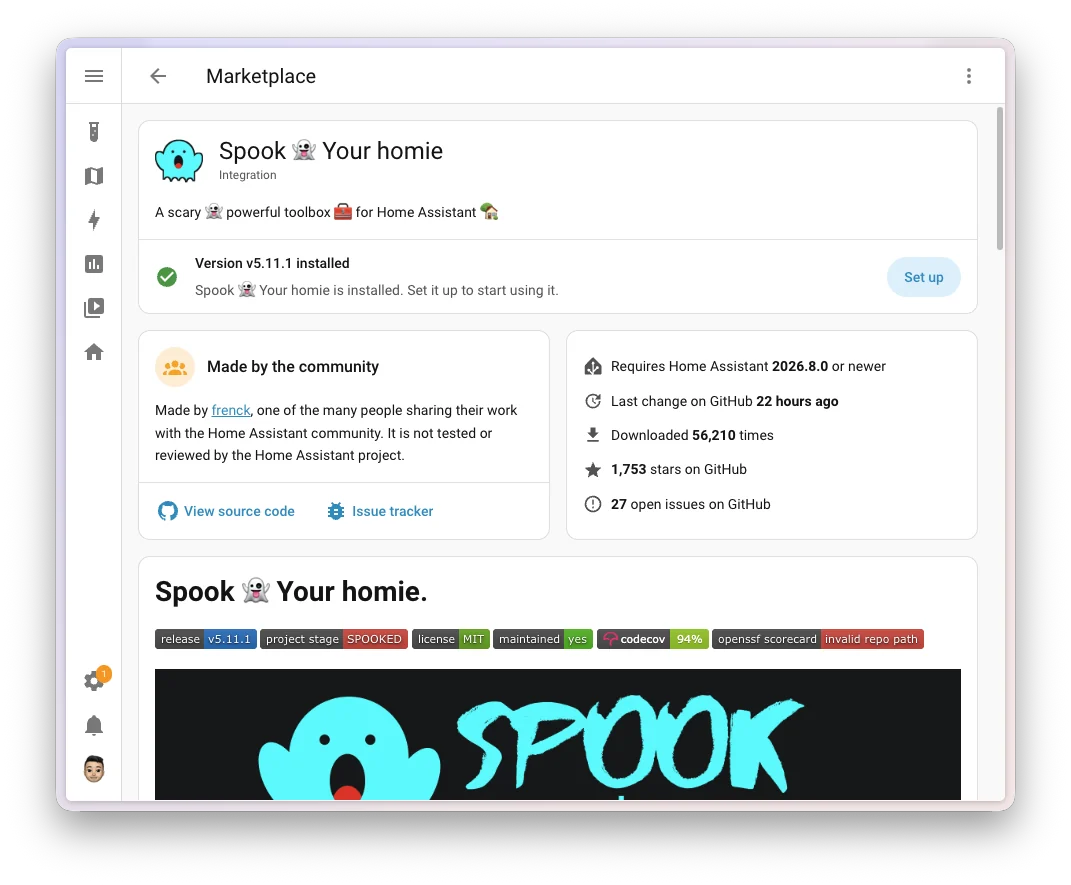 Marketplace
Spook 👻 Your homie
Integration
A scary 👻 powerful toolbox 🧰 for Home Assistant 🏡
Version v5.11.1 installed
Spook 👻 Your homie is installed. Set it up to start using it.
Set up
Made by the community
Made by frenck, one of the many people sharing their work
with the Home Assistant community. It is not tested or
reviewed by the Home Assistant project.
View source code
Issue tracker
Requires Home Assistant 2026.8.0 or newer
Last change on GitHub 22 hours ago
Downloaded 56,210 times
1,753 stars on GitHub
27 open issues on GitHub
Spook 👻 Your homie.
release v5.11.1 project stage SPOOKED license MIT maintained yes codecov 94% openssf scorecard invalid repo path
SPOOK
1